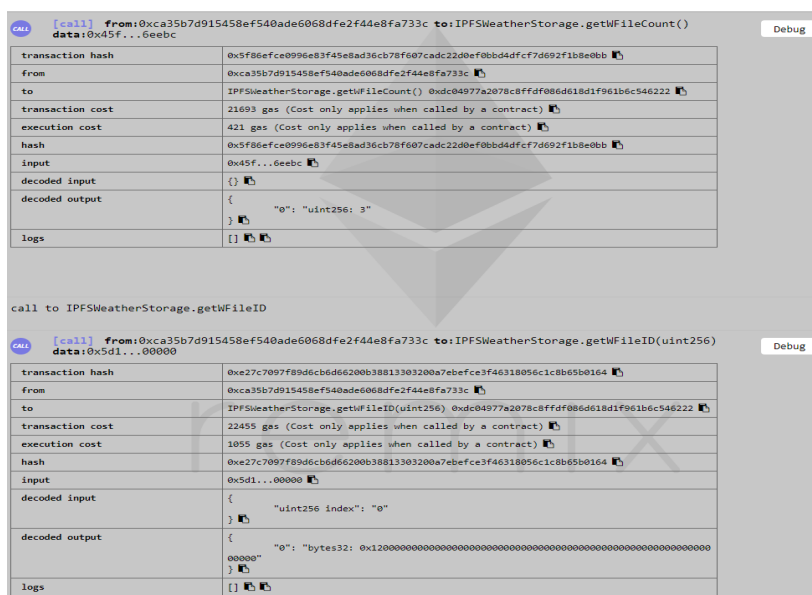 CALL [call] from:0xca35b7d915458ef540ade6068dfe2f44e8fa733c to:IPFSWeatherStorage.getWFileCount() Debug
data:0x45f...6eebc
transaction hash 0x5f86efce0996e83f45e8ad36cb78f607cadc22d0ef0bbd4dfcf7d692f1b8e0bb
from 0xca35b7d915458ef540ade6068dfe2f44e8fa733c
to IPFSWeatherStorage.getWFileCount() 0xdc04977a2078c8ffdf086d618d1f961b6c546222
transaction cost 21693 gas (Cost only applies when called by a contract)
execution cost 421 gas (Cost only applies when called by a contract)
hash 0x5f86efce0996e83f45e8ad36cb78f607cadc22d0ef0bbd4dfcf7d692f1b8e0bb
input 0x45f...6eebc
decoded input {}
decoded output {
"0": "uint256: 3"
}
logs []
call to IPFSWeatherStorage.getWFileID
CALL [call] from:0xca35b7d915458ef540ade6068dfe2f44e8fa733c to:IPFSWeatherStorage.getWFileID(uint256) Debug
data:0x5d1...00000
transaction hash 0xe27c7097f89d6cb6d66200b38813303200a7ebefce3f46318056c1c8b65b0164
from 0xca35b7d915458ef540ade6068dfe2f44e8fa733c
to IPFSWeatherStorage.getWFileID(uint256) 0xdc04977a2078c8ffdf086d618d1f961b6c546222
transaction cost 22455 gas (Cost only applies when called by a contract)
execution cost 1055 gas (Cost only applies when called by a contract)
hash 0xe27c7097f89d6cb6d66200b38813303200a7ebefce3f46318056c1c8b65b0164
input 0x5d1...00000
decoded input {
"uint256 index": "0"
}
decoded output {
"0": "bytes32: 0x120000000000000000000000000000000000000000000000000000000
00000"
}
logs []
remix